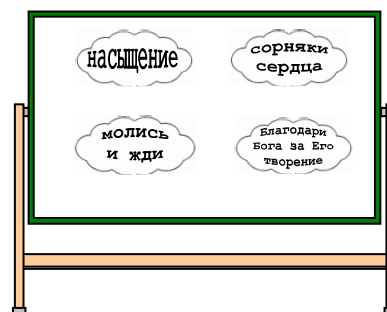 насыщение
сорняки
сердца
молись
и жди
Благодари
Бога за Его
творение